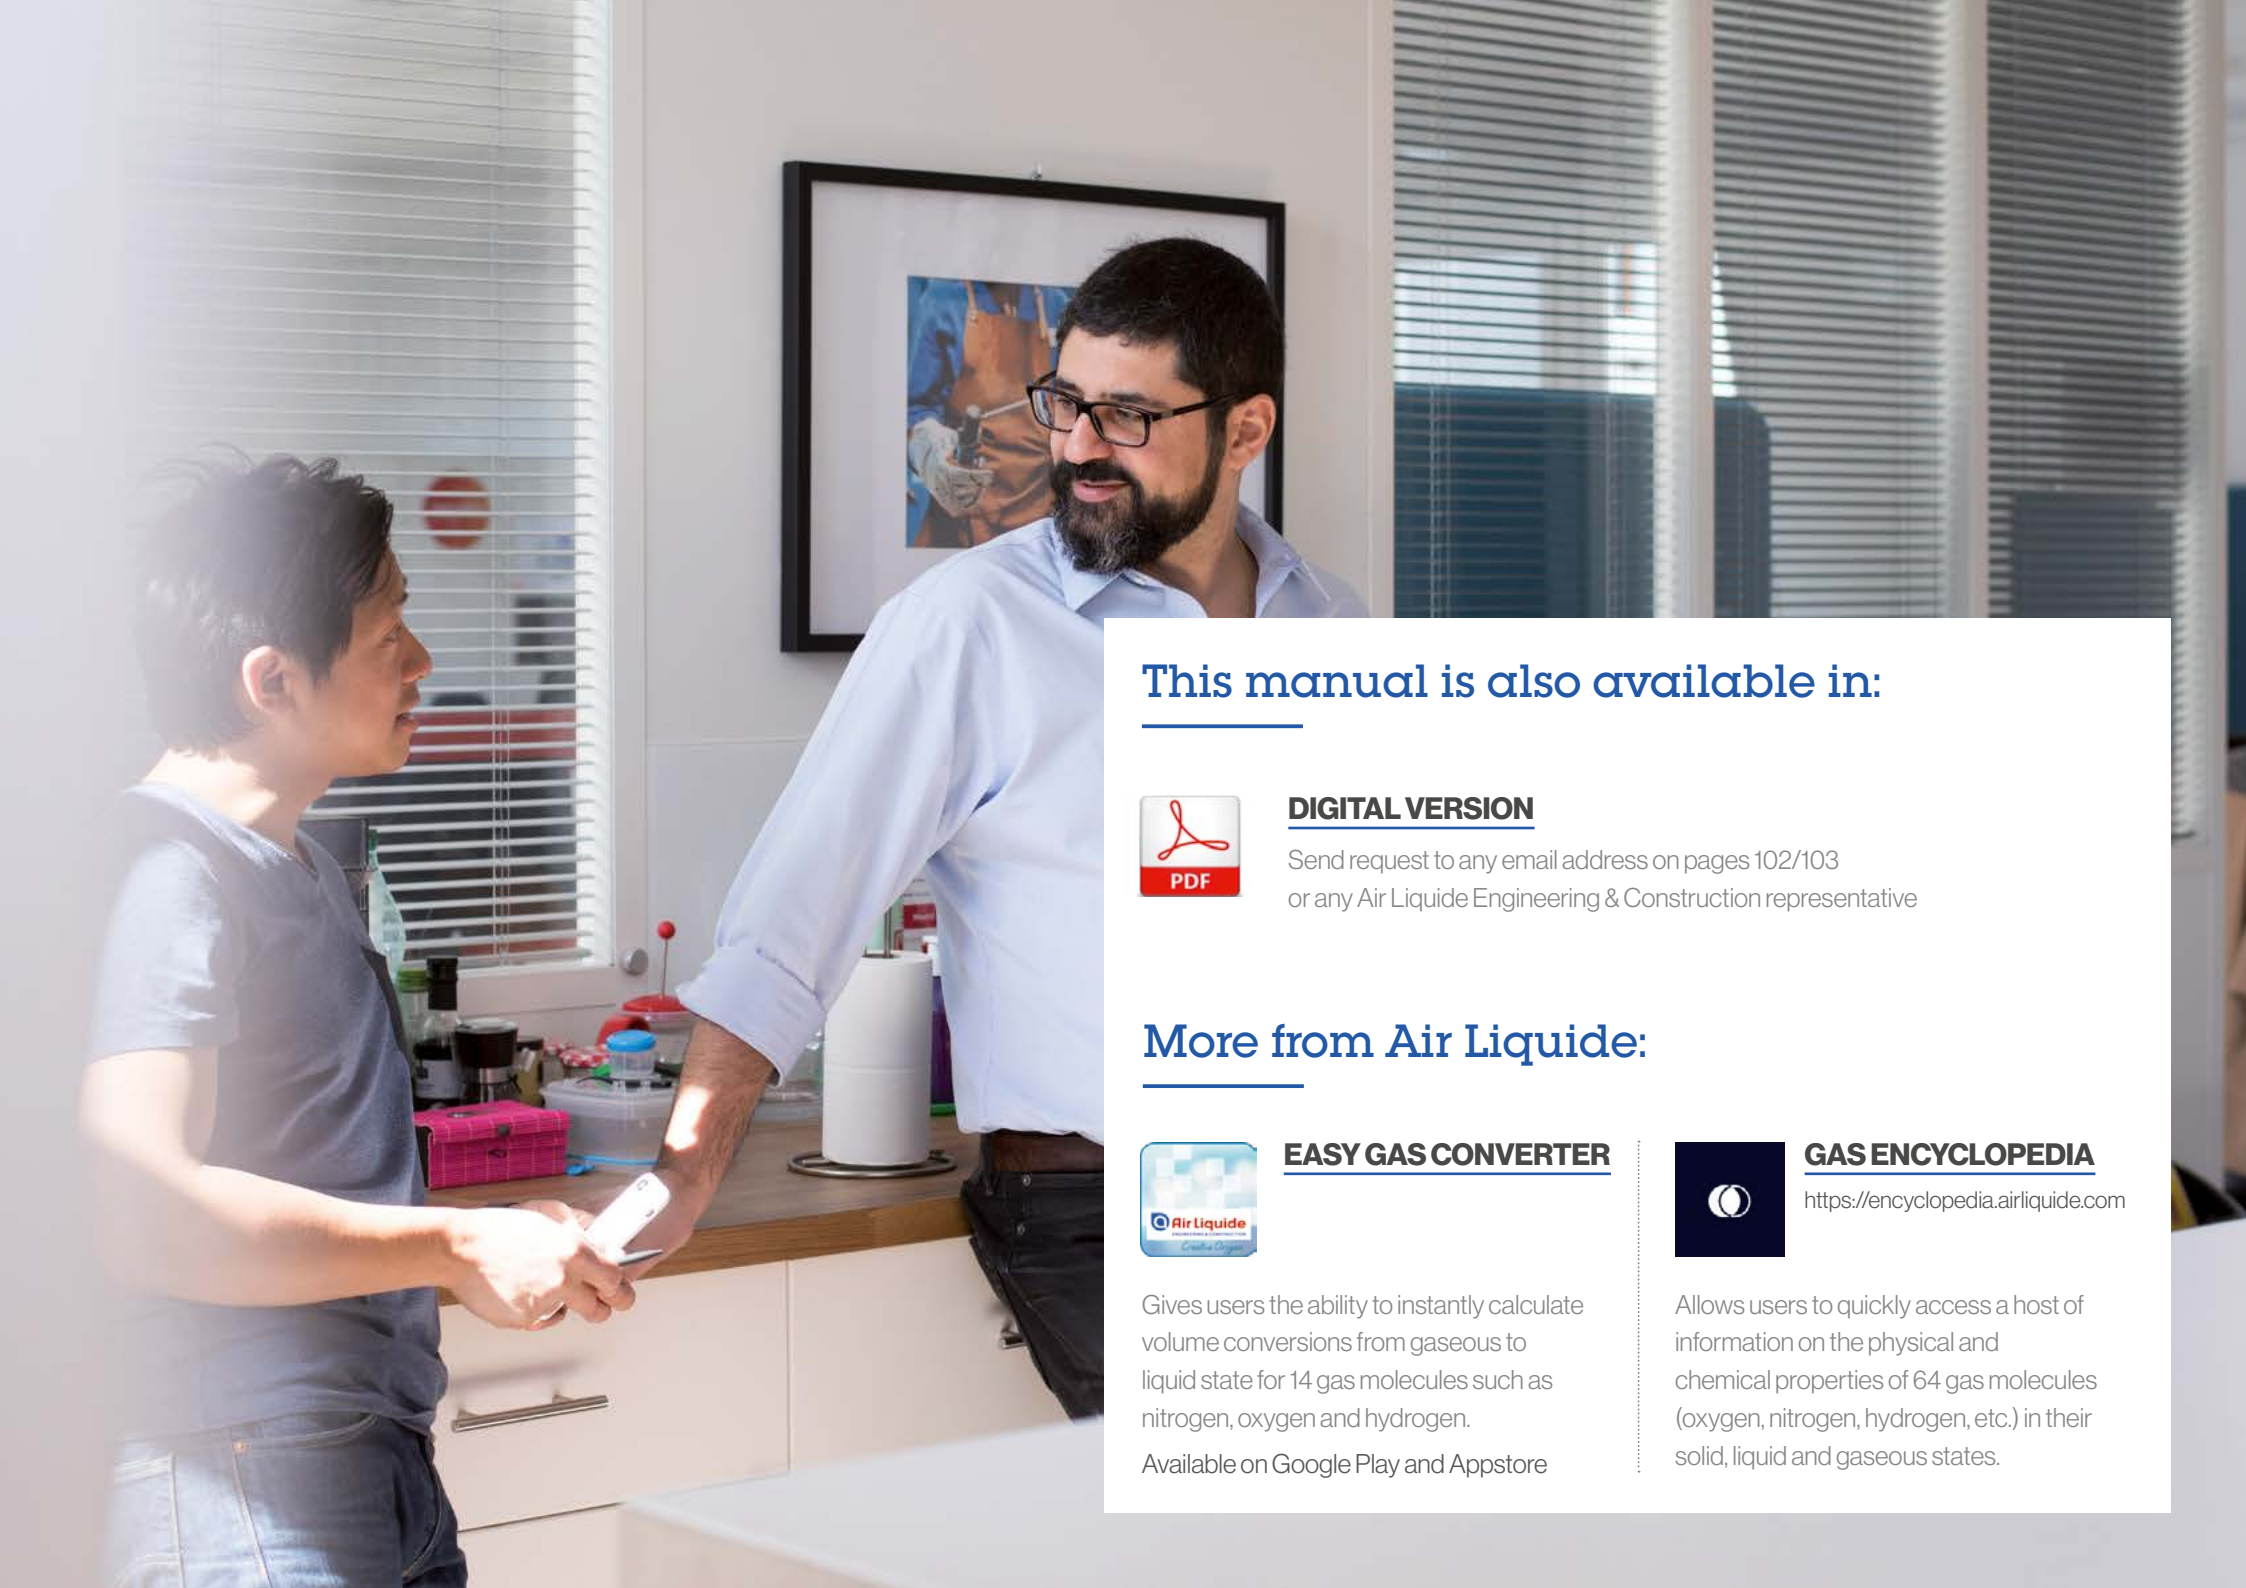 This manual is also available in:
DIGITAL VERSION
Send request to any email address on pages 102/103
or any Air Liquide Engineering & Construction representative
PDF
More from Air Liquide:
EASY GAS CONVERTER
Air Liquide
Creative Oxygen
Gives users the ability to instantly calculate
volume conversions from gaseous to
liquid state for 14 gas molecules such as
nitrogen, oxygen and hydrogen.
Available on Google Play and Appstore
GAS ENCYCLOPEDIA
https://encyclopedia.airliquide.com
Allows users to quickly access a host of
information on the physical and
chemical properties of 64 gas molecules
(oxygen, nitrogen, hydrogen, etc.) in their
solid, liquid and gaseous states.